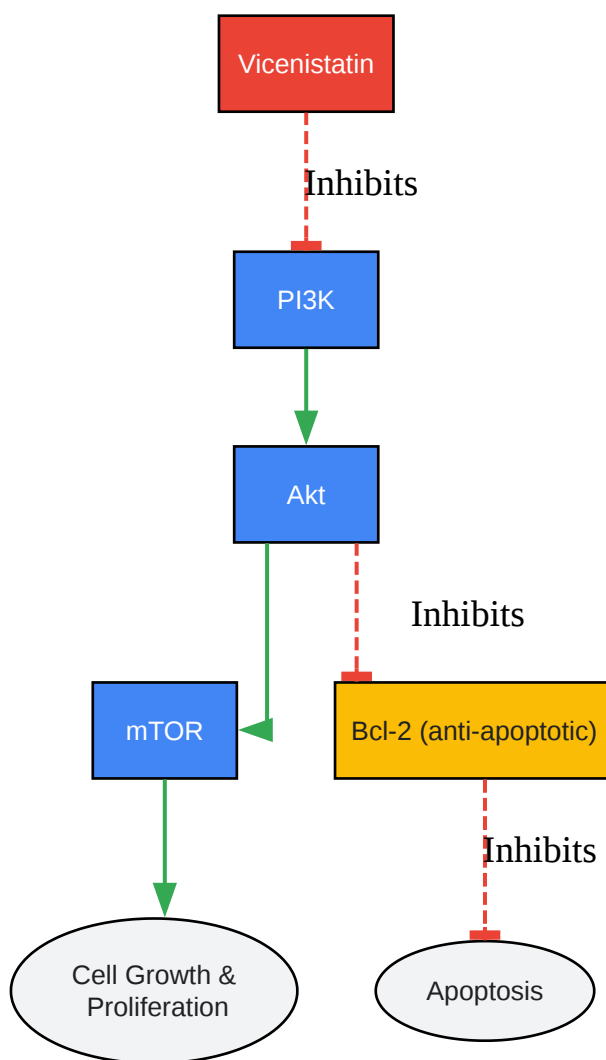 Vicenistatin
Inhibits
PI3K
Akt
Inhibits
mTOR
Bcl-2 (anti-apoptotic)
Inhibits
Cell Growth &
Proliferation
Apoptosis